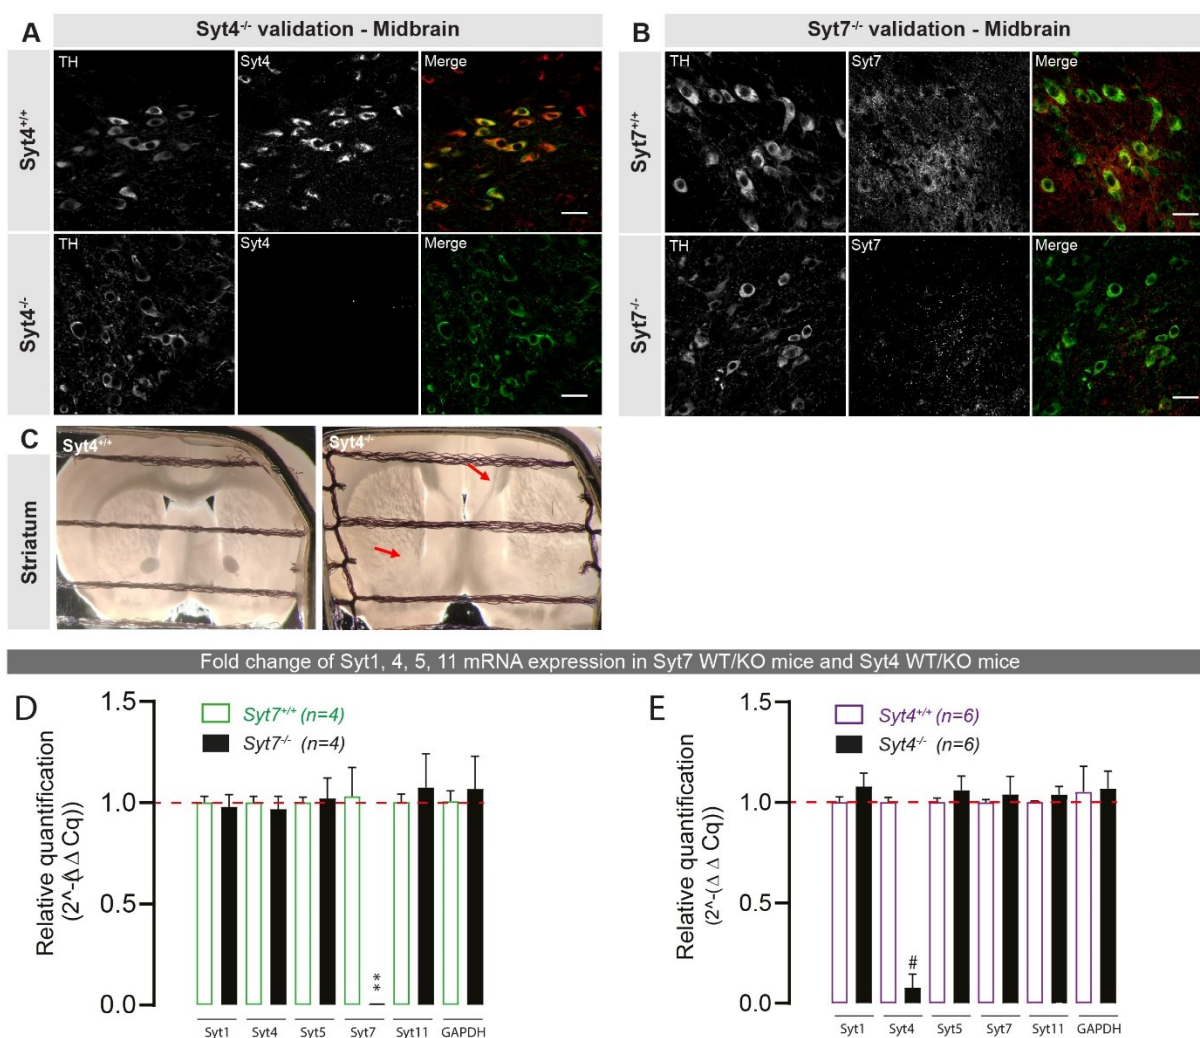 A
Syt4-/- validation - Midbrain
Syt4+/+
TH
Syt4
Merge
Syt4-/-
TH
Syt4
Merge
B
Syt7-/- validation - Midbrain
Syt7+/+
TH
Syt7
Merge
Syt7-/-
TH
Syt7
Merge
C
Striatum
Syt4+/+
Syt4-/-
Fold change of Syt1, 4, 5, 11 mRNA expression in Syt7 WT/KO mice and Syt4 WT/KO mice
D
Relative quantification
(2^-(Δ Δ Cq))
1.5
1.0
0.5
0.0
Syt7+/+ (n=4)
Syt7-/- (n=4)
**
Syt1 Syt4 Syt5 Syt7 Syt11 GAPDH
E
Relative quantification
(2^-(Δ Δ Cq))
1.5
1.0
0.5
0.0
Syt4+/+ (n=6)
Syt4-/- (n=6)
#
Syt1 Syt4 Syt5 Syt7 Syt11 GAPDH